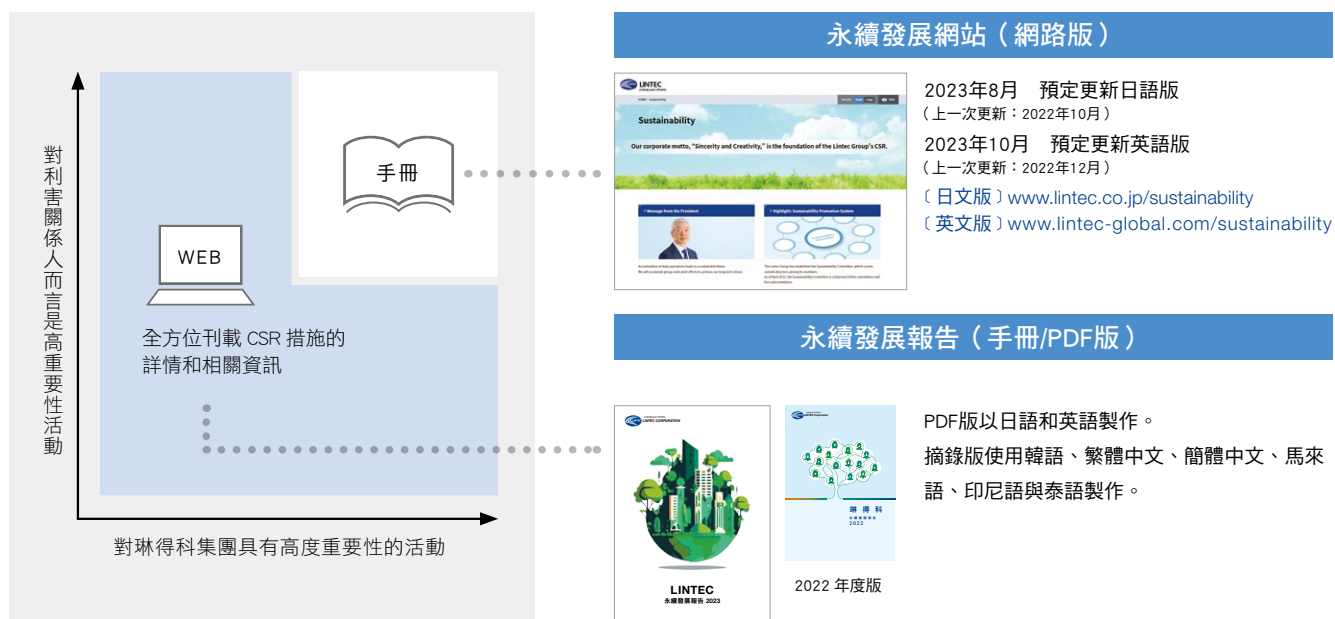 對利害關係人而言是高重要性活動
手冊
WEB
全方位刊載 CSR 措施的
詳情和相關資訊
對琳得科集團具有高度重要性的活動
永續發展網站（網路版）
LINTEC
Sustainability
Our corporate motto, "Sincerity and Creativity," is the foundation of the Lintec Group's CSR.
Message from the President
Highlight: Sustainability Promotion System
2023年8月　預定更新日語版
（上一次更新：2022年10月）
2023年10月　預定更新英語版
（上一次更新：2022年12月）
〔日文版〕www.lintec.co.jp/sustainability
〔英文版〕www.lintec-global.com/sustainability
永續發展報告（手冊/PDF版）
LINTEC CORPORATION
LINTEC
永續發展報告 2023
琳得科
永續發展報告
2022
2022 年度版
PDF版以日語和英語製作。
摘錄版使用韓語、繁體中文、簡體中文、馬來
語、印尼語與泰語製作。